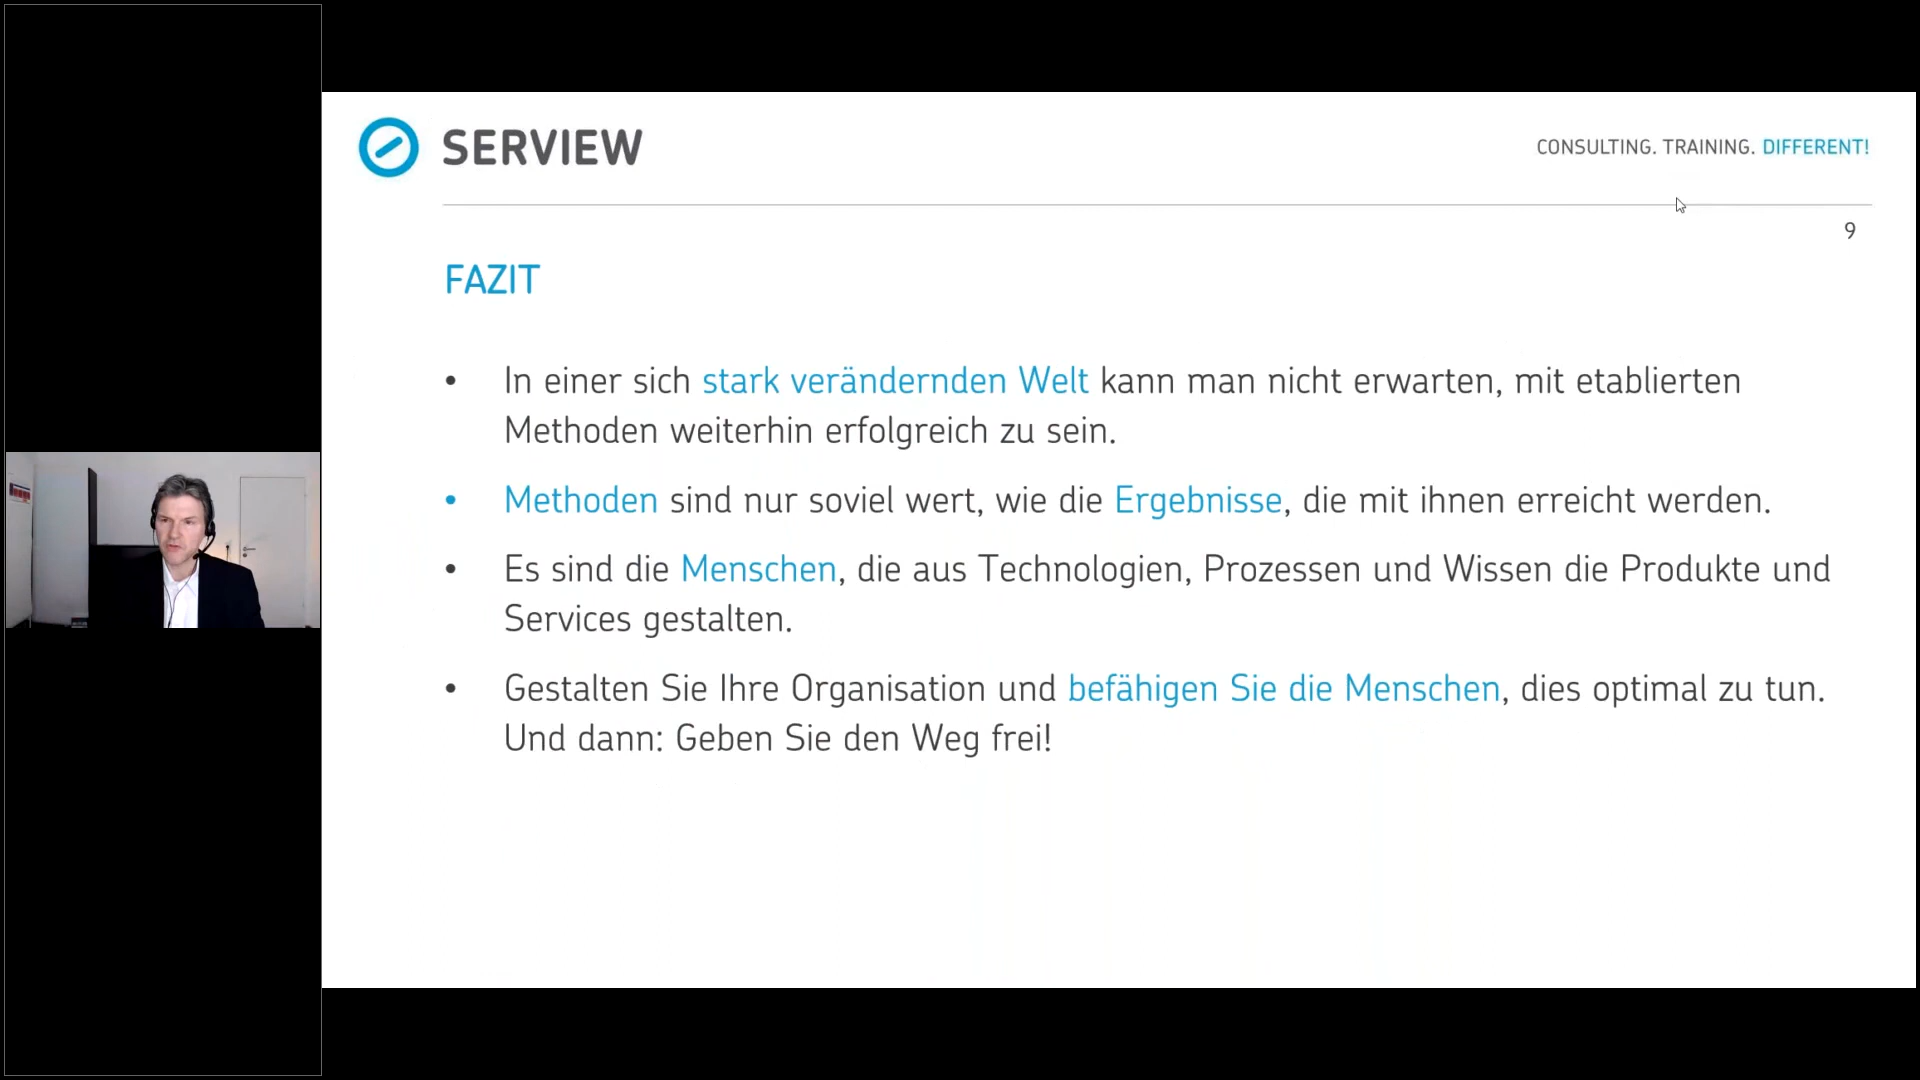 SERVIEW
CONSULTING. TRAINING. DIFFERENT!
9
FAZIT
• In einer sich stark verändernden Welt kann man nicht erwarten, mit etablierten
Methoden weiterhin erfolgreich zu sein.
• Methoden sind nur soviel wert, wie die Ergebnisse, die mit ihnen erreicht werden.
• Es sind die Menschen, die aus Technologien, Prozessen und Wissen die Produkte und
Services gestalten.
• Gestalten Sie Ihre Organisation und befähigen Sie die Menschen, dies optimal zu tun.
Und dann: Geben Sie den Weg frei!